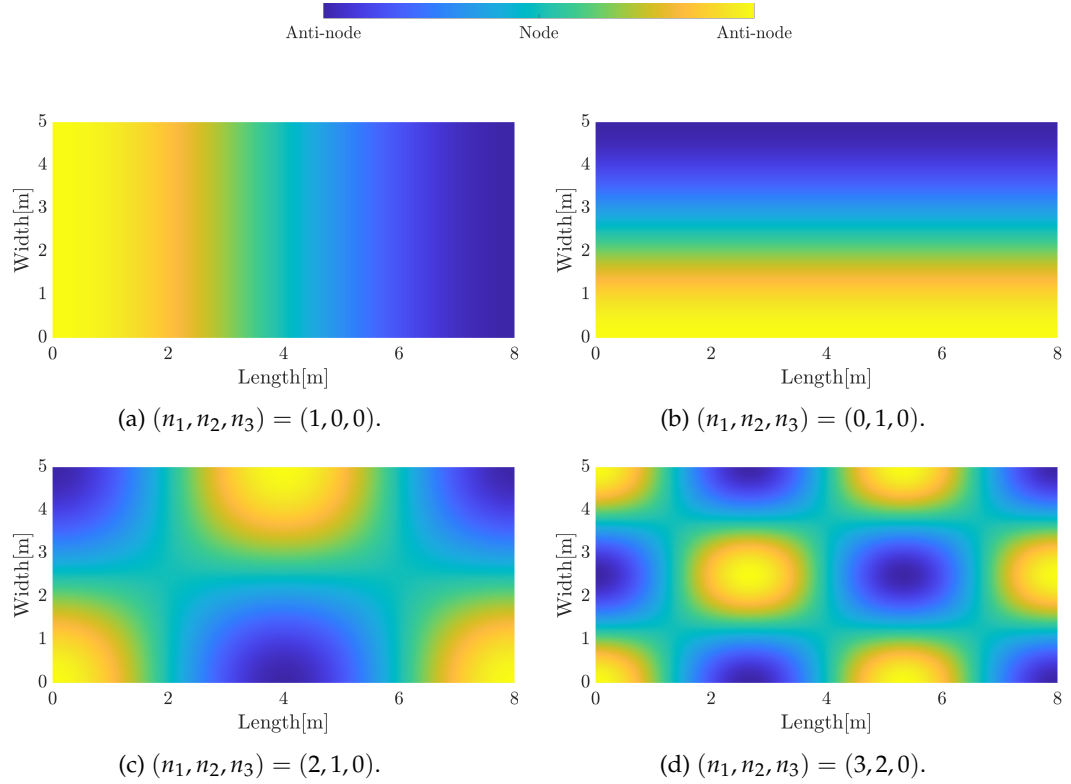 Anti-node Node Anti-node
5
4
3
2
1
0
Width[m]
0 2 4 6 8
Length[m]
(a) (n₁, n₂, n₃) = (1, 0, 0).
5
4
3
2
1
0
Width[m]
0 2 4 6 8
Length[m]
(b) (n₁, n₂, n₃) = (0, 1, 0).
5
4
3
2
1
0
Width[m]
0 2 4 6 8
Length[m]
(c) (n₁, n₂, n₃) = (2, 1, 0).
5
4
3
2
1
0
Width[m]
0 2 4 6 8
Length[m]
(d) (n₁, n₂, n₃) = (3, 2, 0).